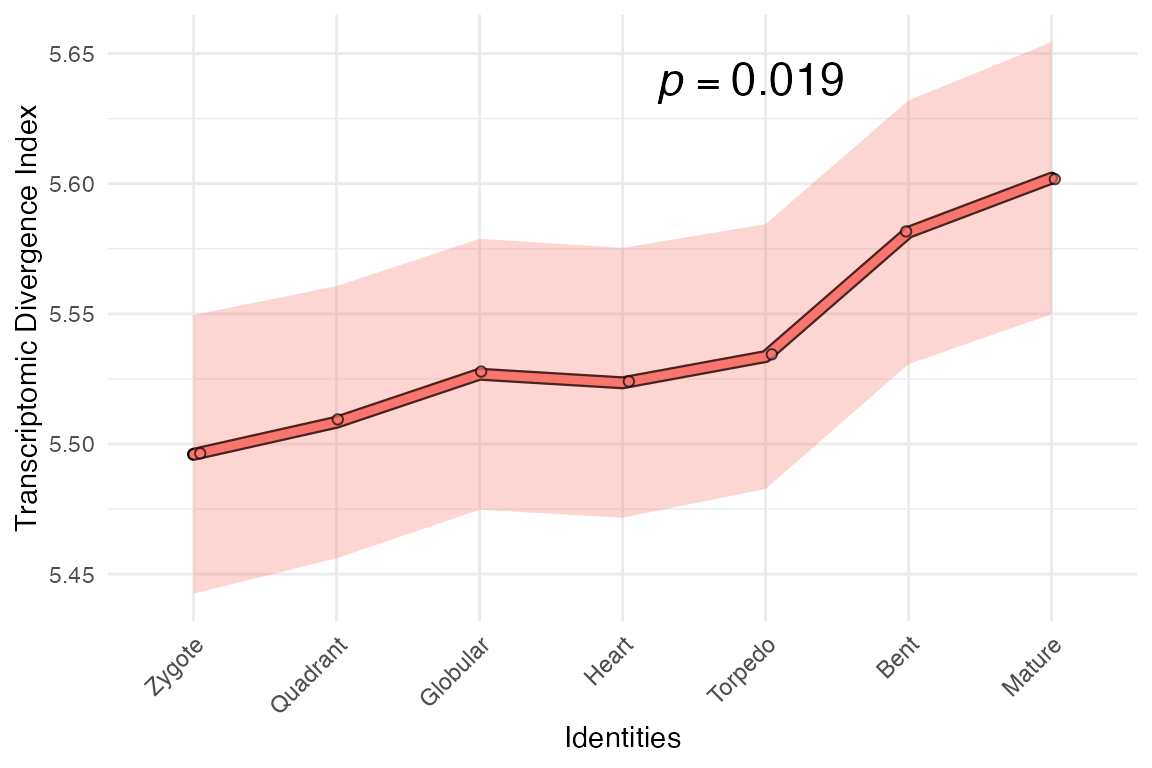 p = 0.019
Transcriptomic Divergence Index
5.65
5.60
5.55
5.50
5.45
Zygote
Quadrant
Globular
Heart
Torpedo
Bent
Mature
Identities